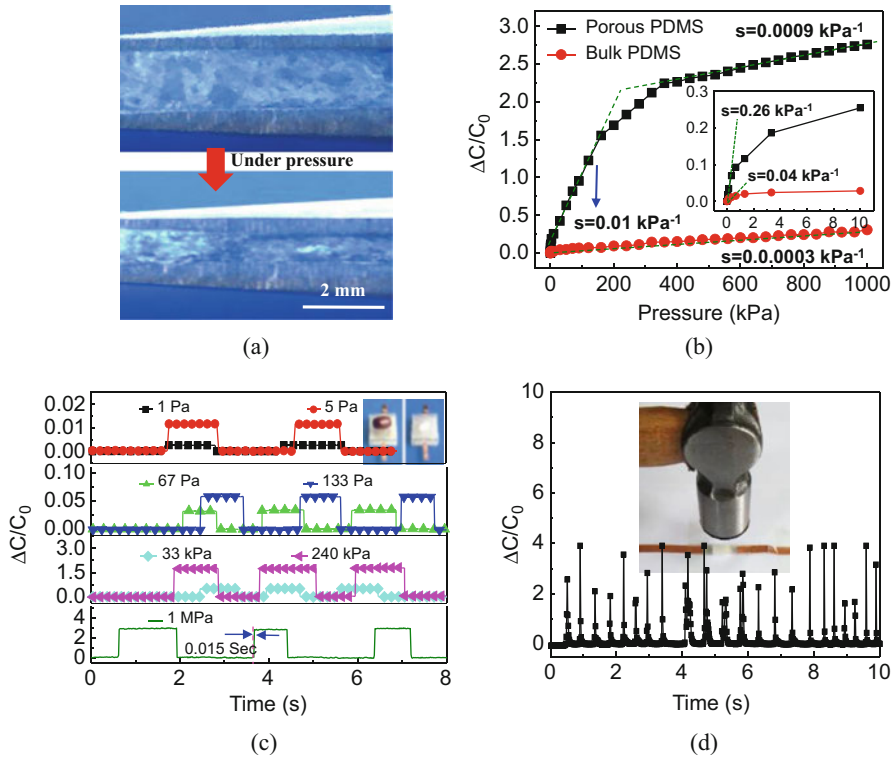 Under pressure
2 mm
(a)
ΔC/C₀
3.0
2.5
2.0
1.5
1.0
0.5
0.0
Porous PDMS
Bulk PDMS
s=0.0009 kPa⁻¹
s=0.01 kPa⁻¹
s=0.0.0003 kPa⁻¹
0.3
0.2
0.1
0.0
s=0.26 kPa⁻¹
s=0.04 kPa⁻¹
0 2 4 6 8 10
0 200 400 600 800 1000
Pressure (kPa)
(b)
ΔC/C₀
0.02
0.01
0.00
1 Pa 5 Pa
0.10
0.05
0.00
67 Pa 133 Pa
3.0
1.5
0.0
33 kPa 240 kPa
4
2
0
1 MPa
0.015 Sec
0 2 4 6 8
Time (s)
(c)
ΔC/C₀
10
8
6
4
2
0
0 2 4 6 8 10
Time (s)
(d)